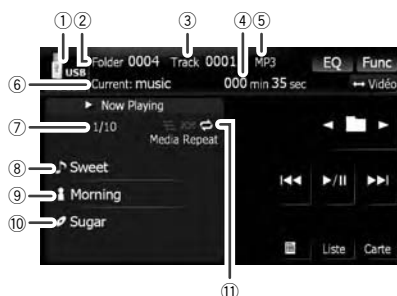 ① ② ③ ④ ⑤
USB Folder 0004 Track 0001 MP3 EQ Func
⑥ Current: music 000 min 35 sec ↔ Vidéo
► Now Playing
⑦ 1/10
Media Repeat
⑧ Sweet
⑨ Morning
⑩ Sugar
Liste Carte
⑪